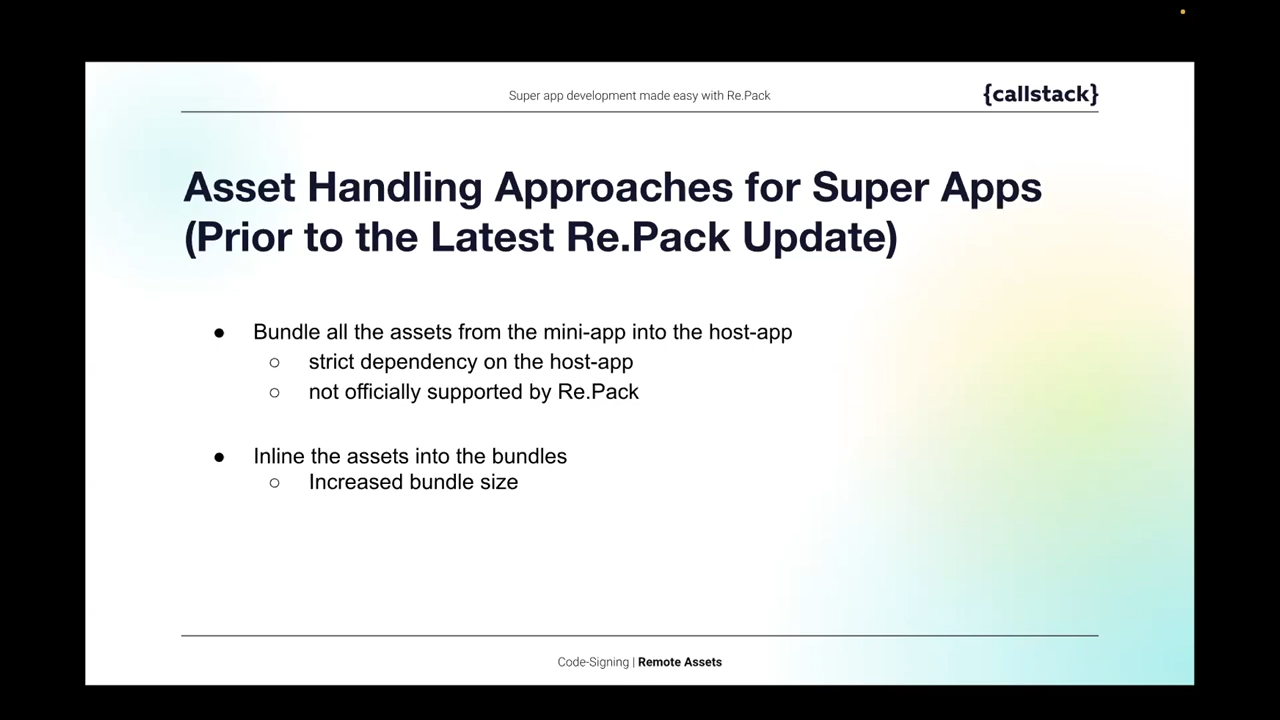 Super app development made easy with Re.Pack
{callstack}
Asset Handling Approaches for Super Apps
(Prior to the Latest Re.Pack Update)
● Bundle all the assets from the mini-app into the host-app
○ strict dependency on the host-app
○ not officially supported by Re.Pack
● Inline the assets into the bundles
○ Increased bundle size
Code-Signing | Remote Assets